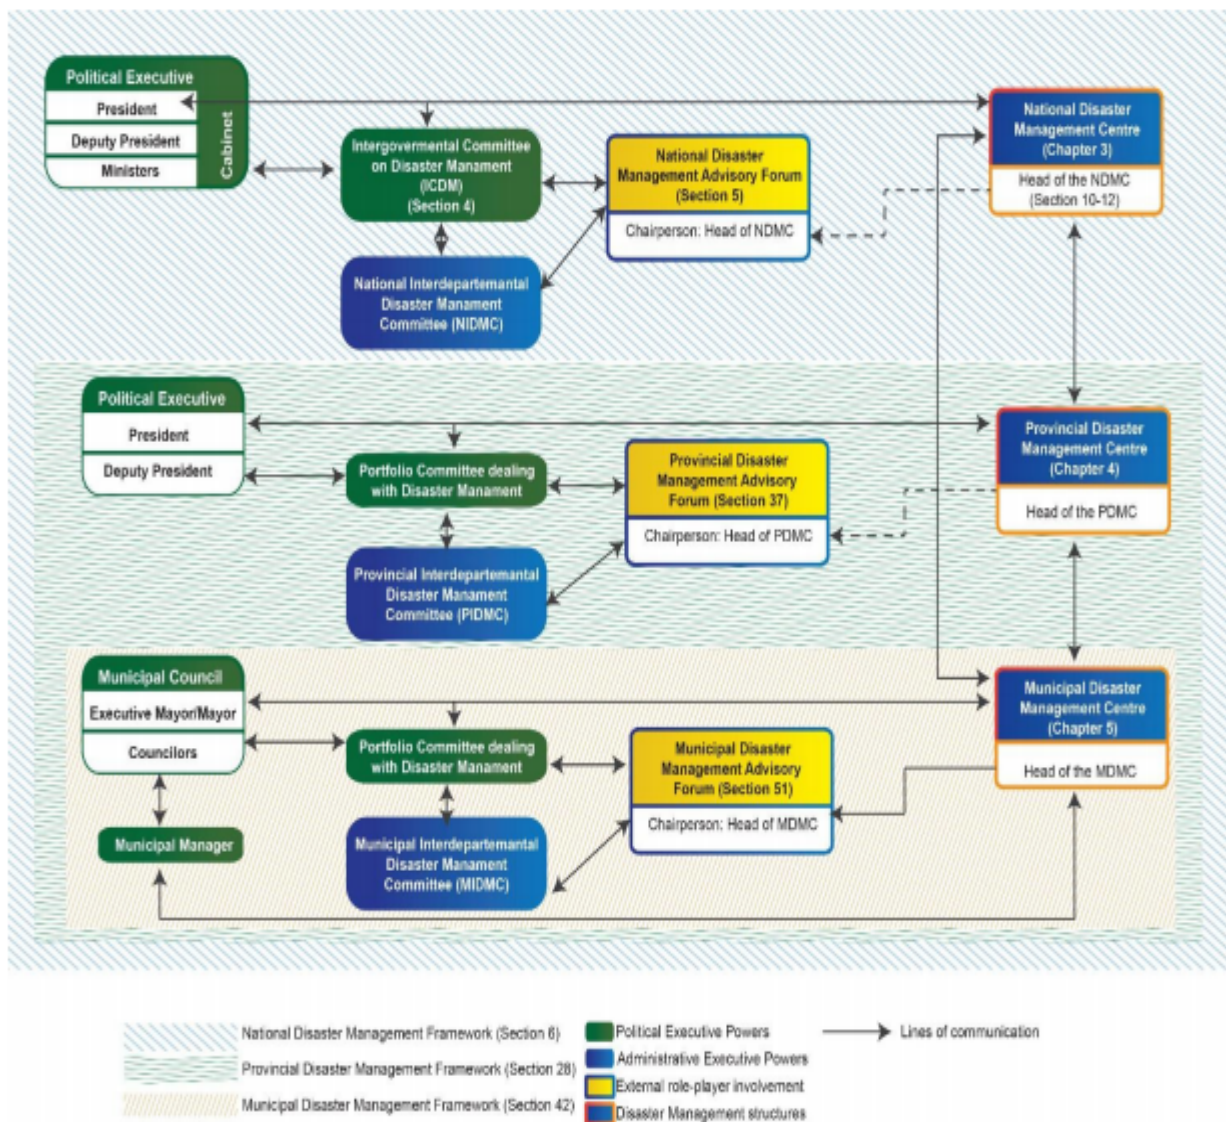 Political Executive
President
Deputy President
Ministers
Cabinet
Intergovermental Committee
on Disaster Manament
(ICDM)
(Section 4)
National Interdepartemantal
Disaster Manament
Committee (NIDMC)
National Disaster
Management Advisory Forum
(Section 5)
Chairperson: Head of NDMC
National Disaster
Management Centre
(Chapter 3)
Head of the NDMC
(Section 10-12)
Political Executive
President
Deputy President
Portfolio Committee dealing
with Disaster Manament
Provincial Interdepartemantal
Disaster Manament
Committee (PIDMC)
Provincial Disaster
Management Advisory
Forum (Section 37)
Chairperson: Head of PDMC
Provincial Disaster
Management Centre
(Chapter 4)
Head of the PDMC
Municipal Council
Executive Mayor/Mayor
Councilors
Municipal Manager
Portfolio Committee dealing
with Disaster Manament
Municipal Interdepartemantal
Disaster Manament
Committee (MIDMC)
Municipal Disaster
Management Advisory
Forum (Section 51)
Chairperson: Head of MDMC
Municipal Disaster
Management Centre
(Chapter 5)
Head of the MDMC
National Disaster Management Framework (Section 6)
Provincial Disaster Management Framework (Section 28)
Municipal Disaster Management Framework (Section 42)
Political Executive Powers
Administrative Executive Powers
External role-player involvement
Disaster Management structures
Lines of communication